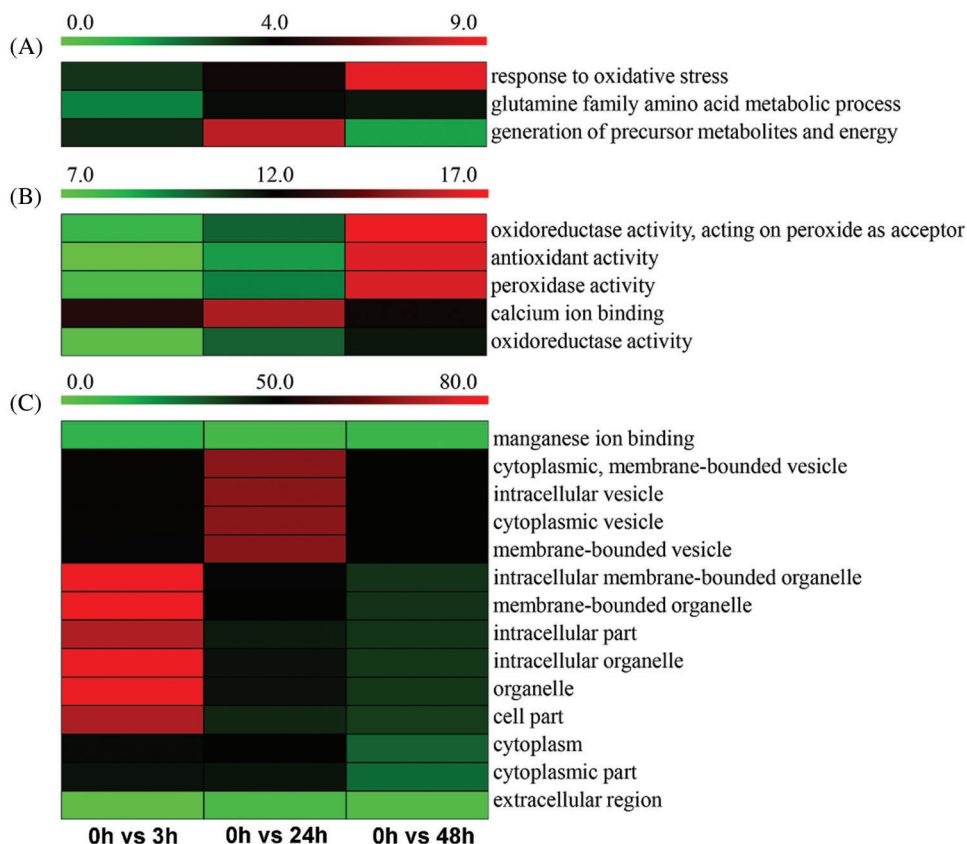 (A)
0.0 4.0 9.0
response to oxidative stress
glutamine family amino acid metabolic process
generation of precursor metabolites and energy
(B)
7.0 12.0 17.0
oxidoreductase activity, acting on peroxide as acceptor
antioxidant activity
peroxidase activity
calcium ion binding
oxidoreductase activity
(C)
0.0 50.0 80.0
manganese ion binding
cytoplasmic, membrane-bounded vesicle
intracellular vesicle
cytoplasmic vesicle
membrane-bounded vesicle
intracellular membrane-bounded organelle
membrane-bounded organelle
intracellular part
intracellular organelle
organelle
cell part
cytoplasm
cytoplasmic part
extracellular region
0h vs 3h 0h vs 24h 0h vs 48h